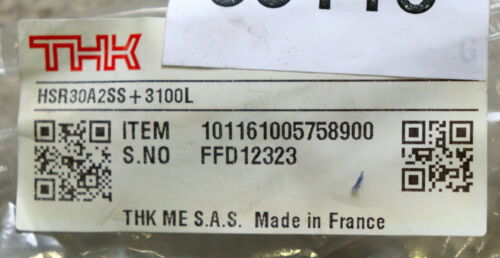 THK
HSR30A2SS+3100L
ITEM 101161005758900
S.NO FFD12323
THK ME S.A.S. Made in France